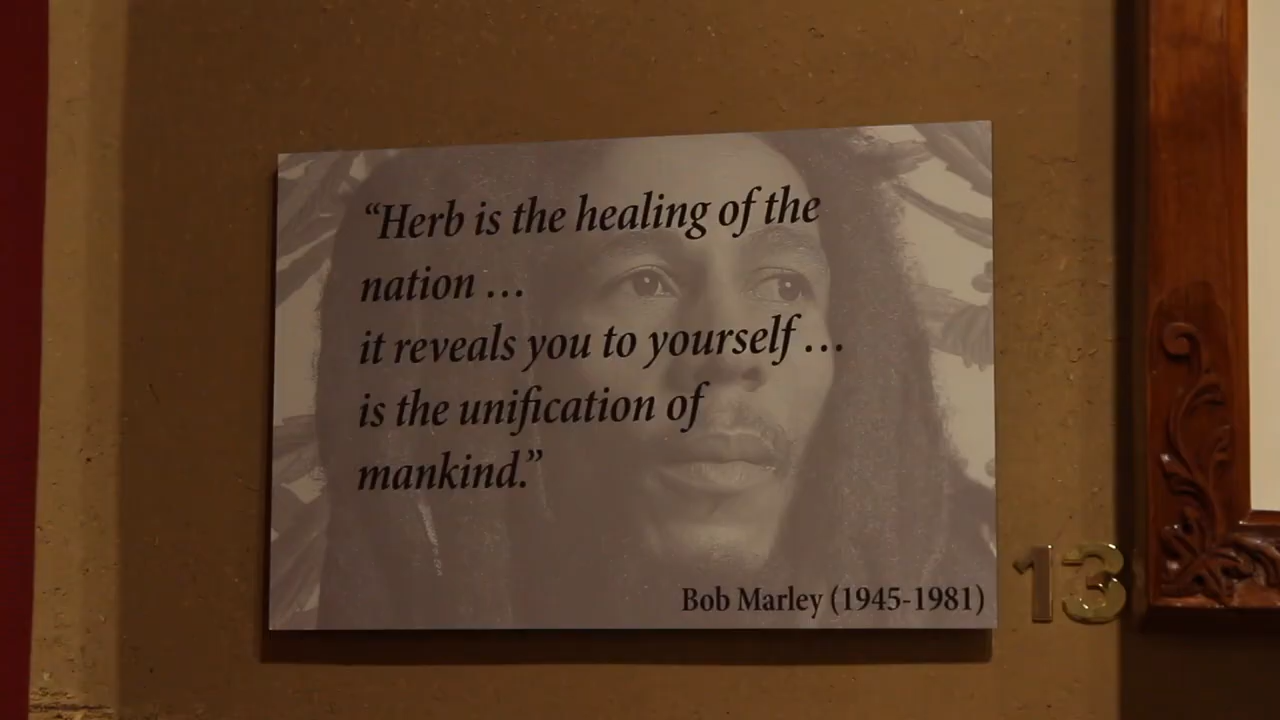 “Herb is the healing of the
nation …
it reveals you to yourself …
is the unification of
mankind.”
Bob Marley (1945-1981)
13